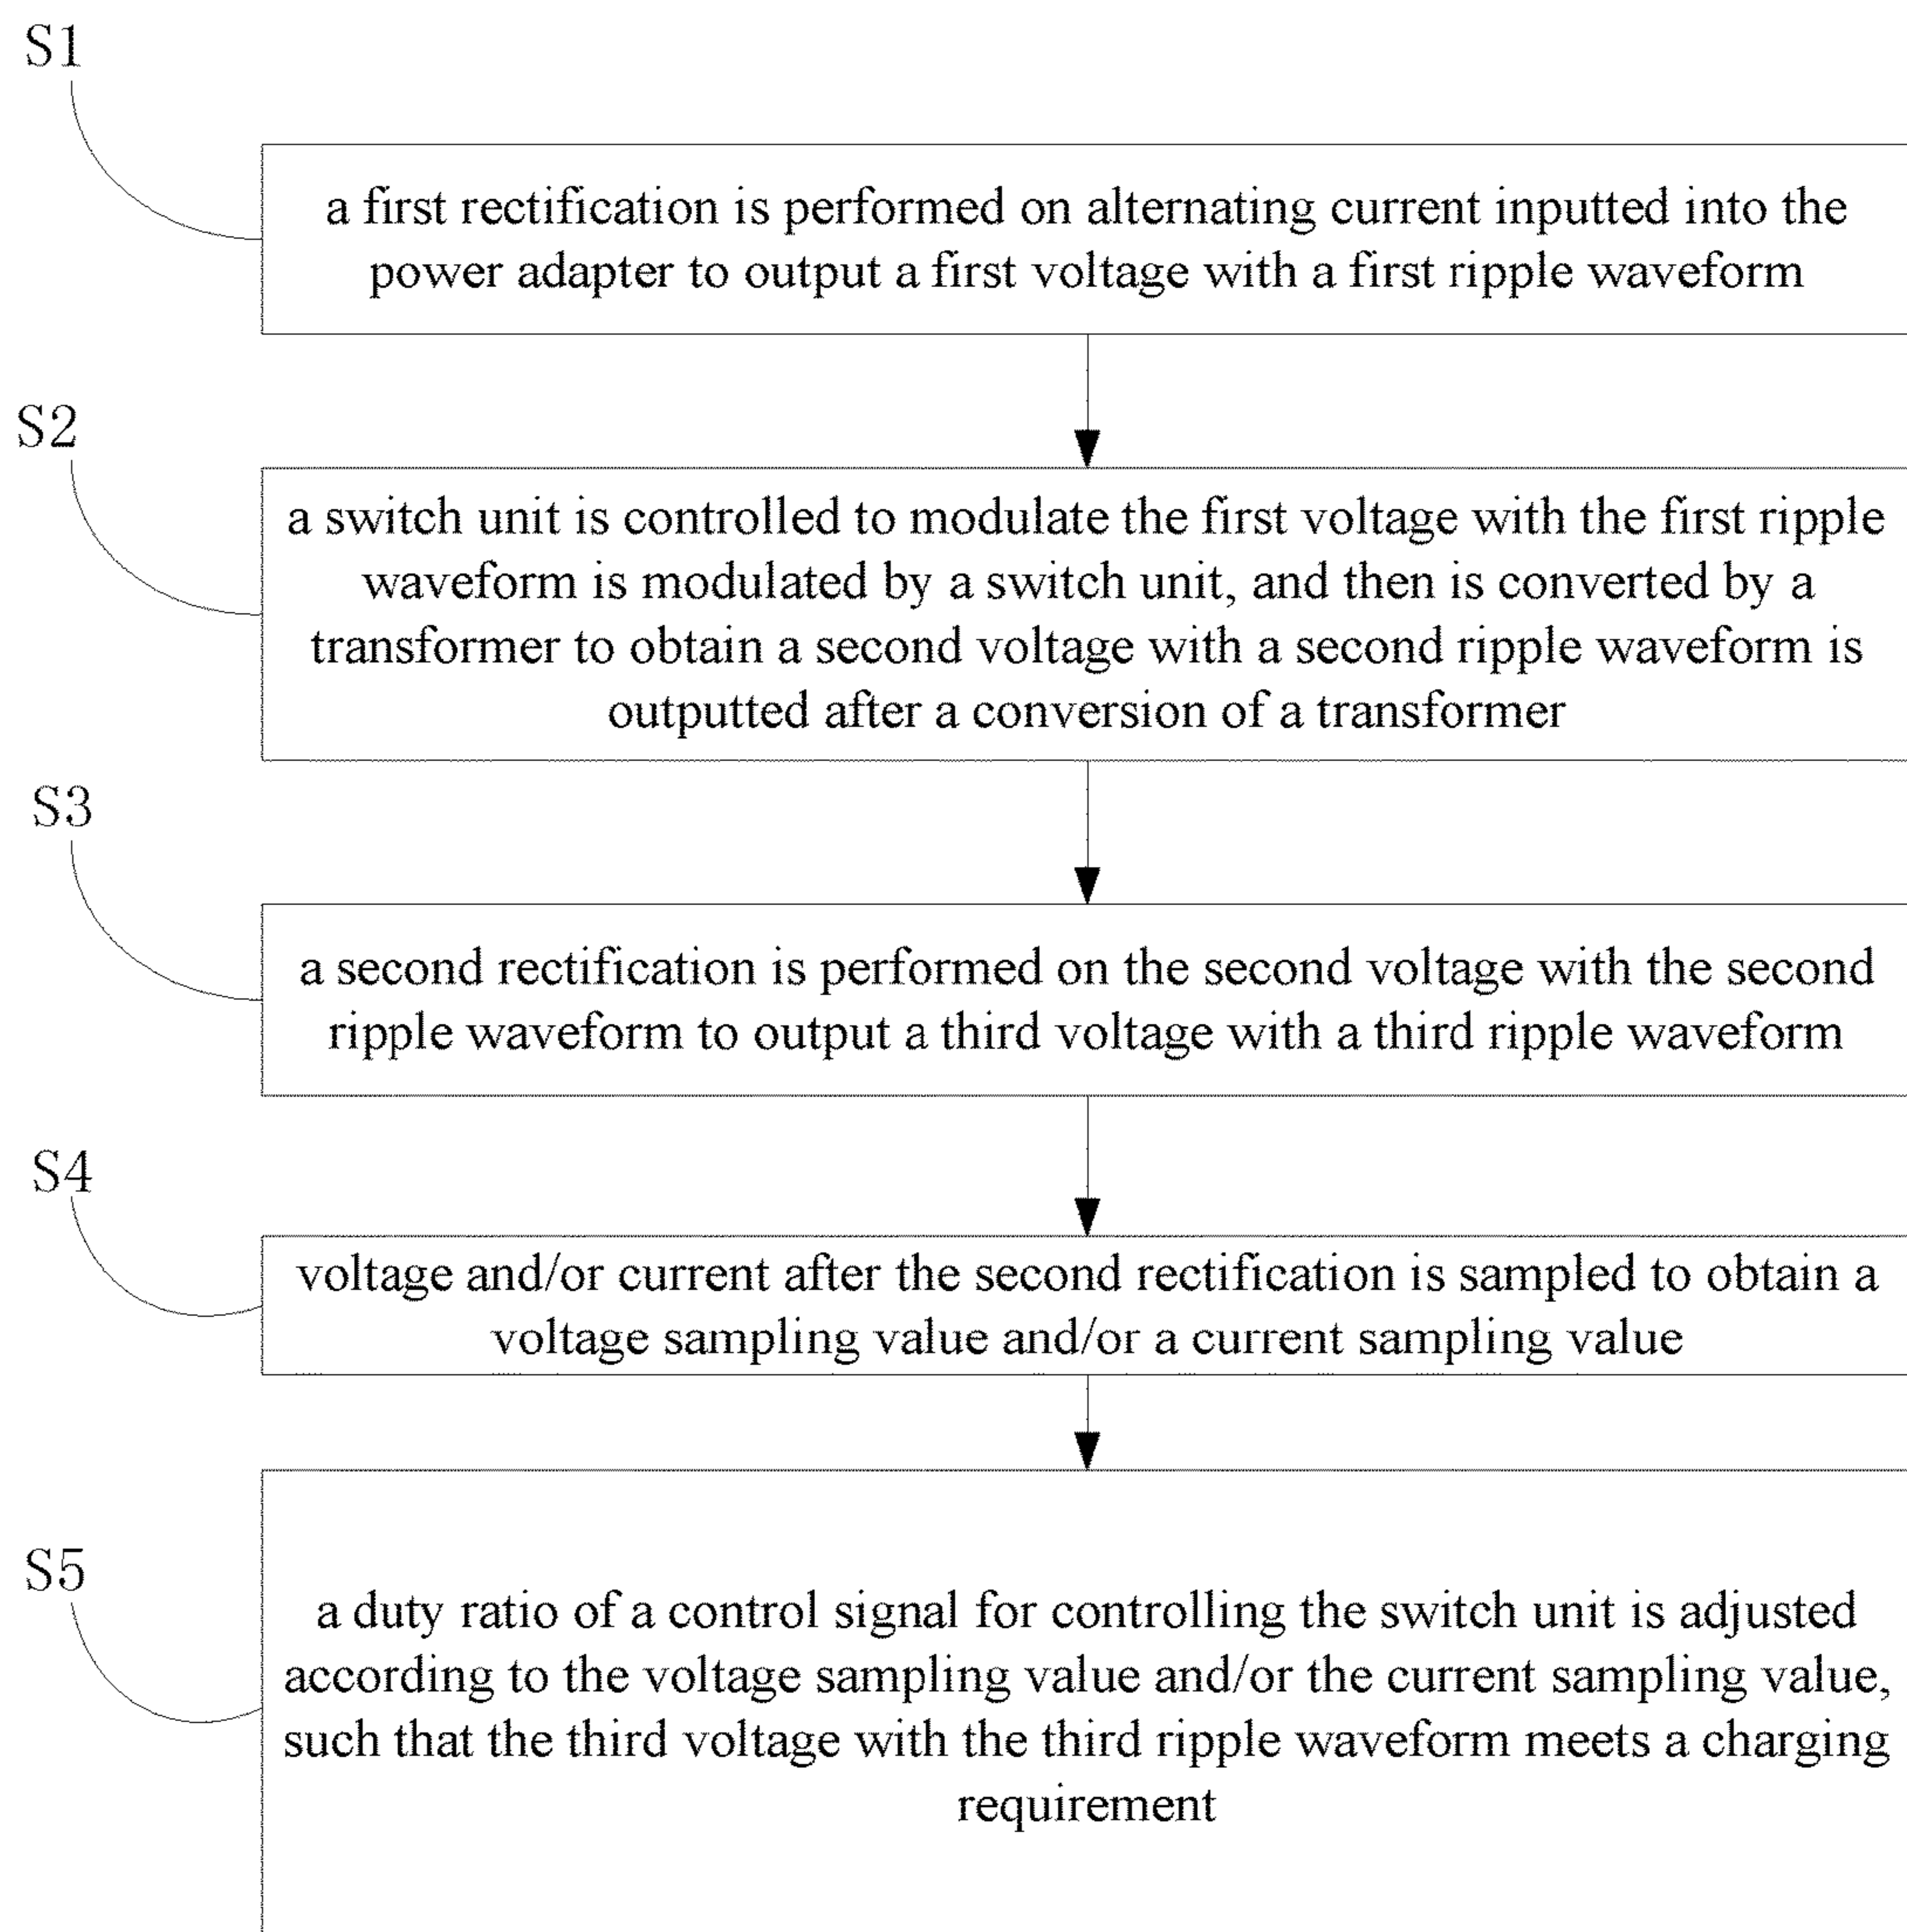 S1
a first rectification is performed on alternating current inputted into the
power adapter to output a first voltage with a first ripple waveform
S2
a switch unit is controlled to modulate the first voltage with the first ripple
waveform is modulated by a switch unit, and then is converted by a
transformer to obtain a second voltage with a second ripple waveform is
outputted after a conversion of a transformer
S3
a second rectification is performed on the second voltage with the second
ripple waveform to output a third voltage with a third ripple waveform
S4
voltage and/or current after the second rectification is sampled to obtain a
voltage sampling value and/or a current sampling value
S5
a duty ratio of a control signal for controlling the switch unit is adjusted
according to the voltage sampling value and/or the current sampling value,
such that the third voltage with the third ripple waveform meets a charging
requirement